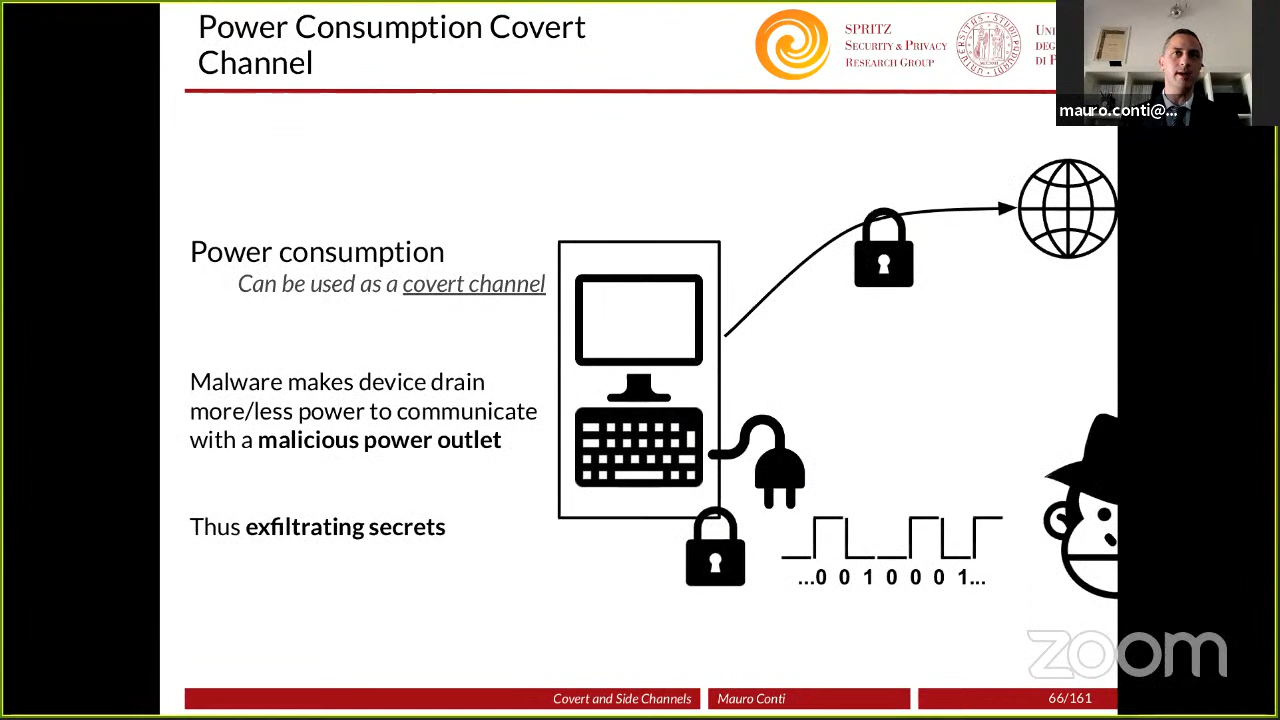 Power Consumption Covert
Channel
SPRITZ
SECURITY & PRIVACY
RESEARCH GROUP
mauro.conti@...
Power consumption
Can be used as a covert channel
Malware makes device drain
more/less power to communicate
with a malicious power outlet
Thus exfiltrating secrets
...0 0 1 0 0 0 1...
zoom
Covert and Side Channels
Mauro Conti
66/161